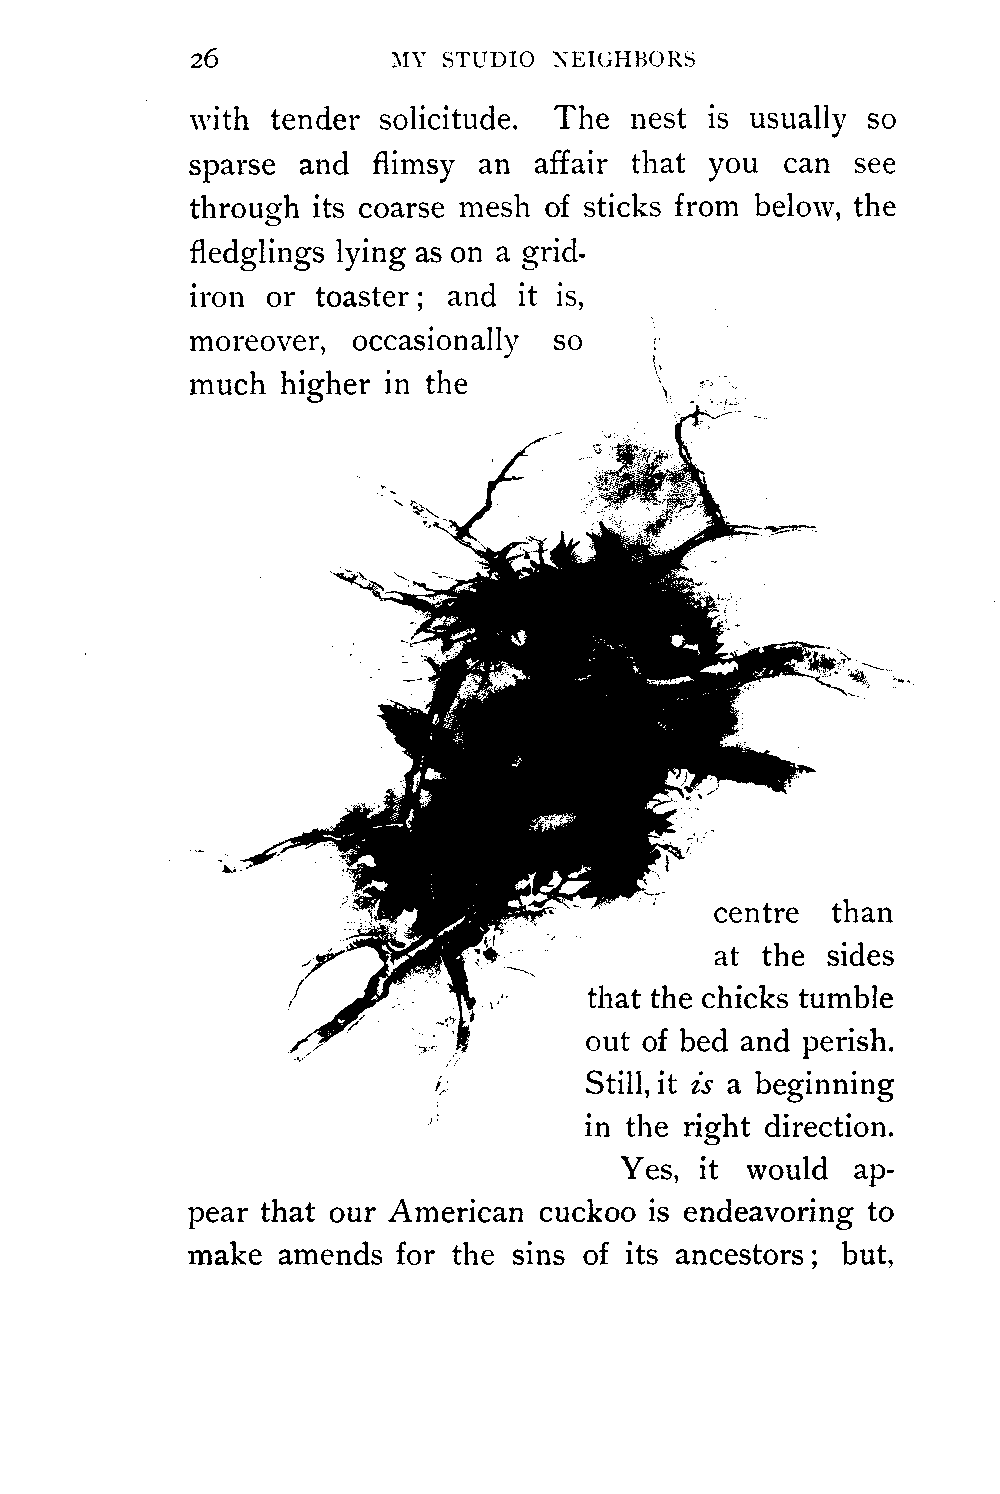 26 MY STUDIO NEIGHBORS
with tender solicitude. The nest is usually so
sparse and flimsy an affair that you can see
through its coarse mesh of sticks from below, the
fledglings lying as on a grid-
iron or toaster; and it is,
moreover, occasionally so
much higher in the
centre than
at the sides
that the chicks tumble
out of bed and perish.
Still, it is a beginning
in the right direction.
Yes, it would ap-
pear that our American cuckoo is endeavoring to
make amends for the sins of its ancestors; but,